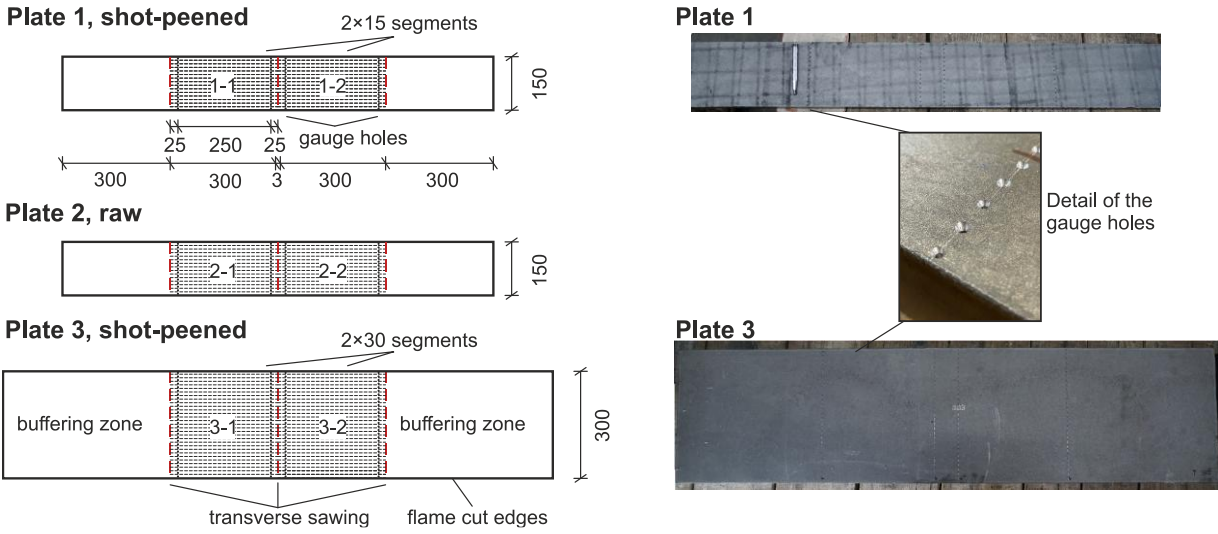 Plate 1, shot-peened
2×15 segments
1-1
1-2
150
25 250 25
gauge holes
300 300 3 300 300
Plate 2, raw
2-1
2-2
150
Plate 3, shot-peened
2×30 segments
buffering zone
3-1
3-2
buffering zone
300
transverse sawing
flame cut edges
Plate 1
Detail of the
gauge holes
Plate 3